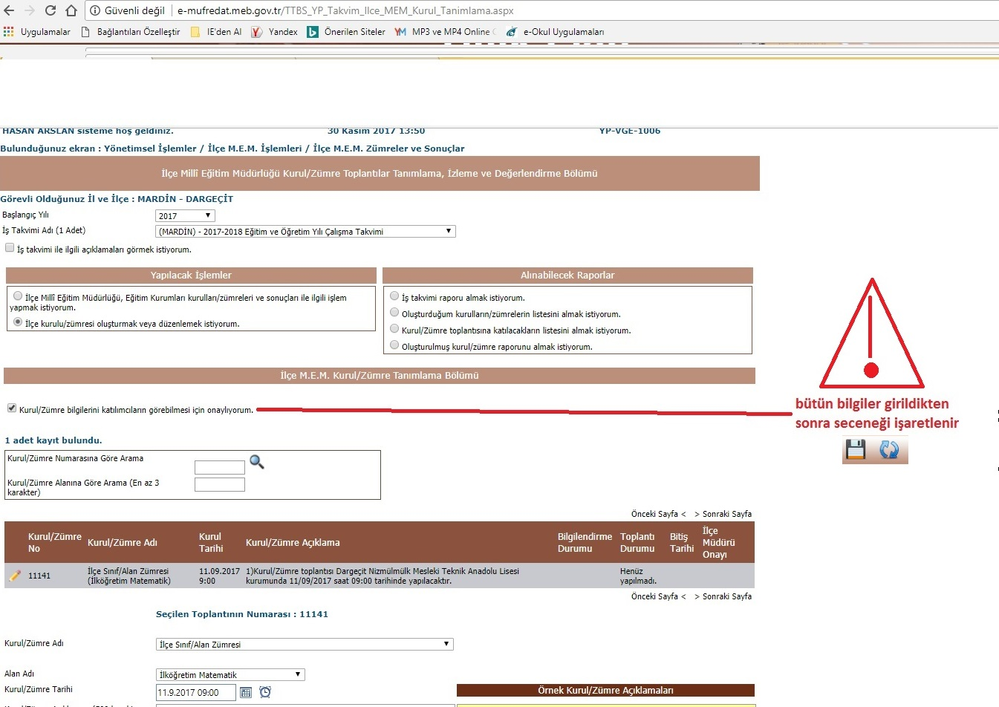 Güvenli değil | e-mufredat.meb.gov.tr/TTBS_YP_Takvim_Ilce_MEM_Kurul_Tanimlama.aspx
Uygulamalar Bağlantıları Özelleştir IE'den Al Yandex Önerilen Siteler MP3 ve MP4 Online e-Okul Uygulamaları
HASAN ARSLAN sisteme hoş geldiniz. 30 Kasım 2017 13:50 YP-VGE-1006
Bulunduğunuz ekran : Yönetimsel İşlemler / İlçe M.E.M. İşlemleri / İlçe M.E.M. Zümreler ve Sonuçlar
İlçe Millî Eğitim Müdürlüğü Kurul/Zümre Toplantılar Tanımlama, İzleme ve Değerlendirme Bölümü
Görevli Olduğunuz İl ve İlçe : MARDİN - DARGEÇİT
Başlangıç Yılı 2017
İş Takvimi Adı (1 Adet) (MARDİN) - 2017-2018 Eğitim ve Öğretim Yılı Çalışma Takvimi
İş takvimi ile ilgili açıklamaları görmek istiyorum.
Yapılacak İşlemler
İlçe Millî Eğitim Müdürlüğü, Eğitim Kurumları kurulları/zümreleri ve sonuçları ile ilgili işlem
yapmak istiyorum.
İlçe kurulu/zümresi oluşturmak veya düzenlemek istiyorum.
Alınabilecek Raporlar
İş takvimi raporu almak istiyorum.
Oluşturduğum kurulların/zümrelerin listesini almak istiyorum.
Kurul/Zümre toplantısına katılacakların listesini almak istiyorum.
Oluşturulmuş kurul/zümre raporunu almak istiyorum.
İlçe M.E.M. Kurul/Zümre Tanımlama Bölümü
Kurul/Zümre bilgilerini katılımcıların görebilmesi için onaylıyorum.
bütün bilgiler girildikten
sonra seceneği işaretlenir
1 adet kayıt bulundu.
Kurul/Zümre Numarasına Göre Arama
Kurul/Zümre Alanına Göre Arama (En az 3
karakter)
Önceki Sayfa < > Sonraki Sayfa
Kurul/Zümre No
Kurul/Zümre Adı
Kurul Tarihi
Kurul/Zümre Açıklama
Bilgilendirme Durumu
Toplantı Durumu
Bitiş Tarihi
İlçe Müdürü Onayı
11141
İlçe Sınıf/Alan Zümresi
(İlköğretim Matematik)
11.09.2017
9:00
1)Kurul/Zümre toplantısı Dargeçit Nizmülmülk Mesleki Teknik Anadolu Lisesi
kurumunda 11/09/2017 saat 09:00 tarihinde yapılacaktır.
Henüz
yapılmadı.
Önceki Sayfa < > Sonraki Sayfa
Seçilen Toplantının Numarası : 11141
Kurul/Zümre Adı İlçe Sınıf/Alan Zümresi
Alan Adı İlköğretim Matematik
Kurul/Zümre Tarihi 11.9.2017 09:00
Örnek Kurul/Zümre Açıklamaları